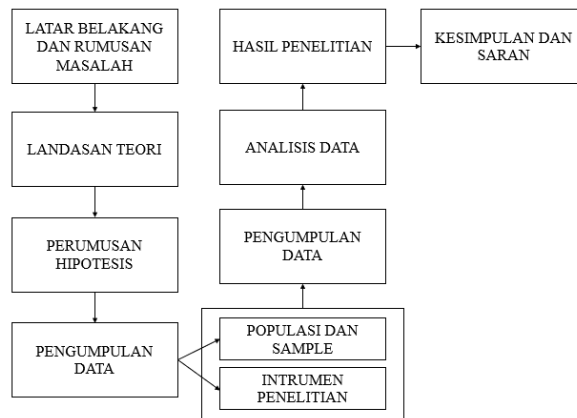 LATAR BELAKANG
DAN RUMUSAN
MASALAH
LANDASAN TEORI
PERUMUSAN
HIPOTESIS
PENGUMPULAN
DATA
POPULASI DAN
SAMPLE
INTRUMEN
PENELITIAN
PENGUMPULAN
DATA
ANALISIS DATA
HASIL PENELITIAN
KESIMPULAN DAN
SARAN